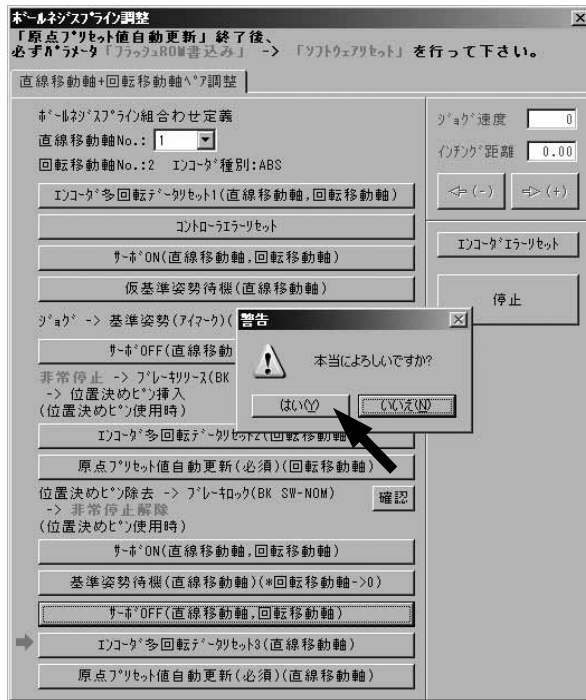 ボールネジスプライン調整
「原点プリセット値自動更新」終了後、
必ずパラメータ「フラッシュROM書込み」 -> 「ソフトウェアリセット」を行って下さい。
直線移動軸+回転移動軸ペア調整
ボールネジスプライン組合わせ定義
直線移動軸No.: 1
回転移動軸No.:2 エンコーダ種別:ABS
エンコーダ多回転データリセット1(直線移動軸,回転移動軸)
コントローラエラーリセット
サーボON(直線移動軸,回転移動軸)
仮基準姿勢待機(直線移動軸)
ジョグ -> 基準姿勢(アイマーク)(
サーボOFF(直線移動
非常停止 -> ブレーキリリース(BK
-> 位置決めピン挿入
(位置決めピン使用時)
エンコーダ多回転データリセット2(回転移動軸)
原点プリセット値自動更新(必須)(回転移動軸)
位置決めピン除去 -> ブレーキロック(BK SW-NOM)
-> 非常停止解除
(位置決めピン使用時)
確認
サーボON(直線移動軸,回転移動軸)
基準姿勢待機(直線移動軸)(*回転移動軸->0)
サーボOFF(直線移動軸,回転移動軸)
エンコーダ多回転データリセット3(直線移動軸)
原点プリセット値自動更新(必須)(直線移動軸)
ジョグ速度 0
インチング距離 0.00
(-) (+)
エンコーダエラーリセット
停止
警告
本当によろしいですか?
はい(Y) いいえ(N)